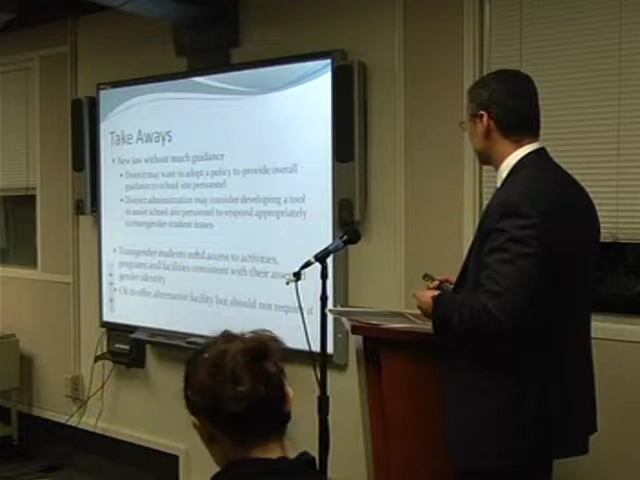 Take Aways
• New law without much guidance
• District may want to adopt a policy to provide overall
guidance to school site personnel
• District administration may consider developing a tool
to assist school site personnel to respond appropriately
to transgender student issues
• Transgender students need access to activities,
programs and facilities consistent with their
gender identity
• Ok to offer alternative facility but should not require it